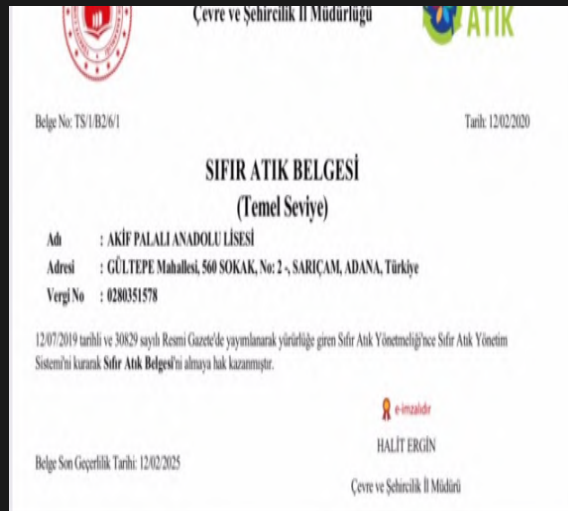 Çevre ve Şehircilik İl Müdürlüğü
ATIK
Belge No: TS/1/B2/6/1
Tarih: 12/02/2020
SIFIR ATIK BELGESİ
(Temel Seviye)
Adı : AKİF PALALI ANADOLU LİSESİ
Adresi : GÜLTEPE Mahallesi, 560 SOKAK, No: 2 -, SARIÇAM, ADANA, Türkiye
Vergi No : 0280351578
12/07/2019 tarihli ve 30829 sayılı Resmi Gazete'de yayımlanarak yürürlüğe giren Sıfır Atık Yönetmeliği'nce Sıfır Atık Yönetim
Sistemi'ni kurarak Sıfır Atık Belgesi'ni almaya hak kazanmıştır.
e-imzalıdır
HALİT ERGİN
Belge Son Geçerlilik Tarihi: 12/02/2025
Çevre ve Şehircilik İl Müdürü